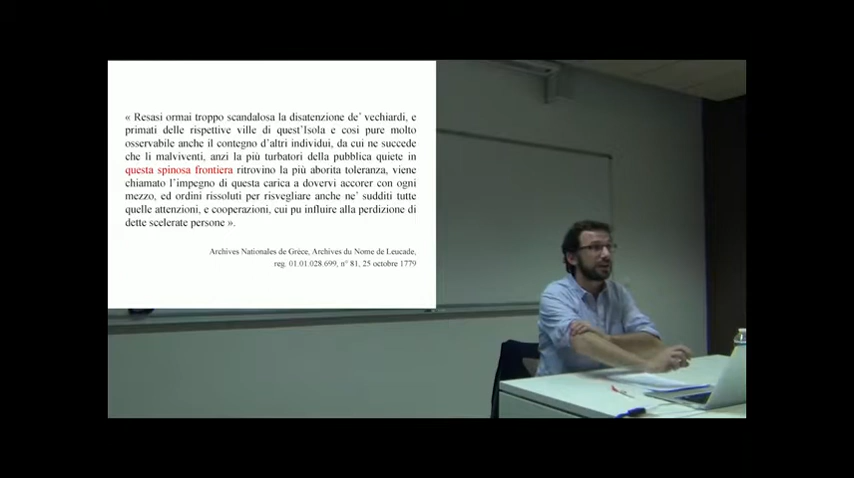 « Resasi ormai troppo scandalosa la disatenzione de' vechiardi, e
primati delle rispettive ville di quest'Isola e cosi pure molto
osservabile anche il contegno d'altri individui, da cui ne succede
che li malviventi, anzi la più turbatori della pubblica quiete in
questa spinosa frontiera ritrovino la più aborita toleranza, viene
chiamato l'impegno di questa carica a dovervi accorer con ogni
mezzo, ed ordini rissoluti per risvegliare anche ne' sudditi tutte
quelle attenzioni, e cooperazioni, cui pu influire alla perdizione di
dette scelerate persone ».
Archives Nationales de Grèce, Archives du Nome de Leucade,
reg. 01.01.028.699, n° 81, 25 octobre 1779